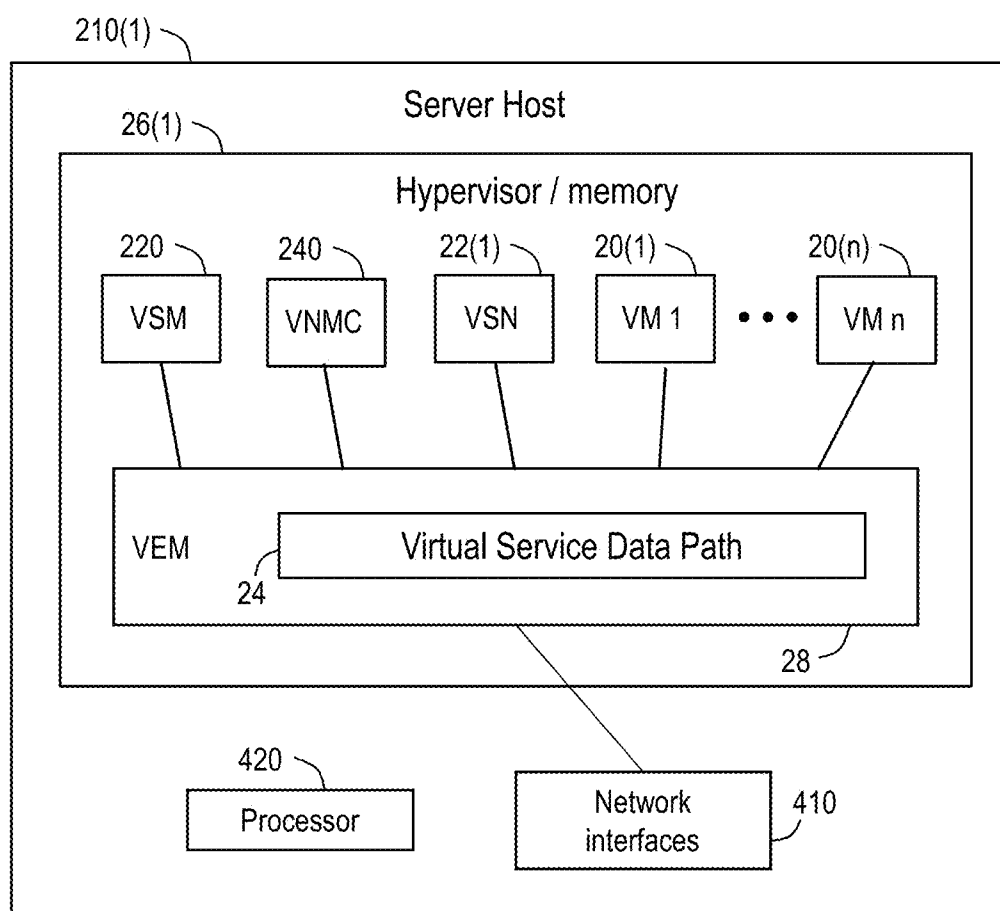 210(1)
Server Host
26(1)
Hypervisor / memory
220
240
22(1)
20(1)
20(n)
VSM
VNMC
VSN
VM 1
VM n
VEM
Virtual Service Data Path
24
28
420
Processor
Network
interfaces
410